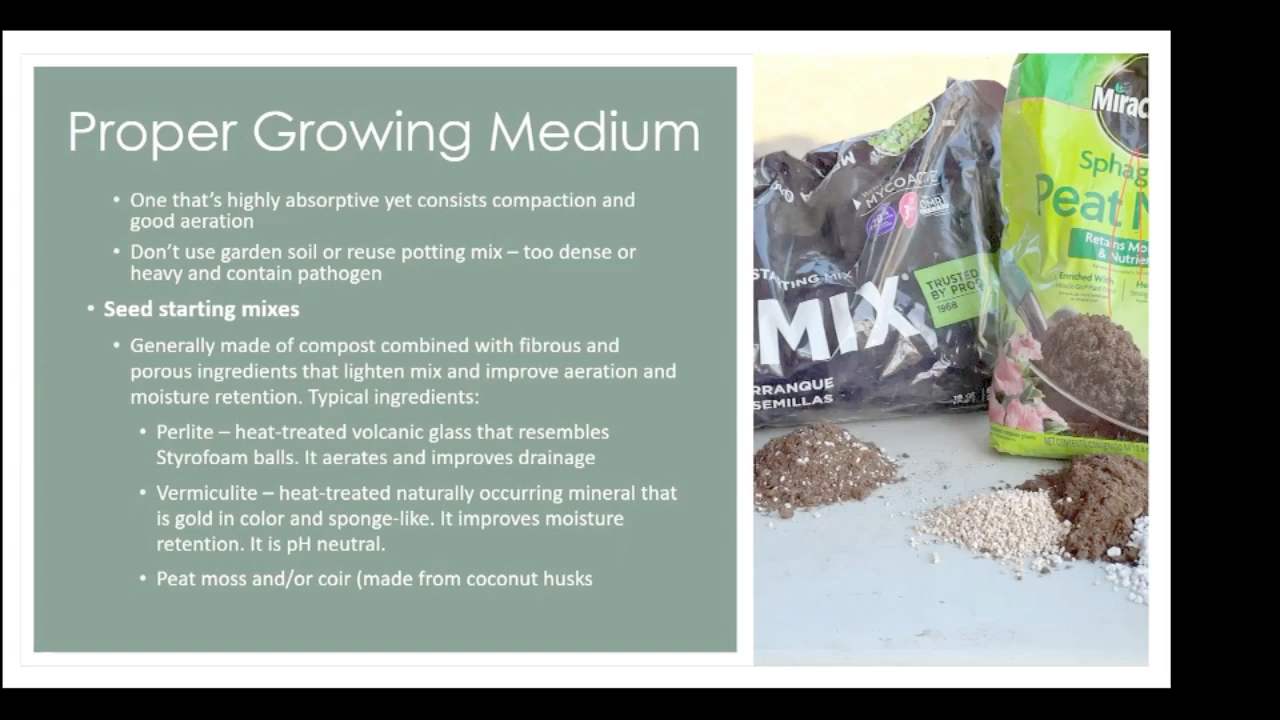 Proper Growing Medium
• One that's highly absorptive yet consists compaction and
good aeration
• Don't use garden soil or reuse potting mix – too dense or
heavy and contain pathogen
• Seed starting mixes
• Generally made of compost combined with fibrous and
porous ingredients that lighten mix and improve aeration and
moisture retention. Typical ingredients:
• Perlite – heat-treated volcanic glass that resembles
Styrofoam balls. It aerates and improves drainage
• Vermiculite – heat-treated naturally occurring mineral that
is gold in color and sponge-like. It improves moisture
retention. It is pH neutral.
• Peat moss and/or coir (made from coconut husks
MYCOACTIVE
STARTING MIX
MIX®
TRUSTED
BY PROS
1968
RRANQUE
SEMILLAS
Mirac
Sphag
Peat M
Retains Mo
& Nutrie
Enriched With